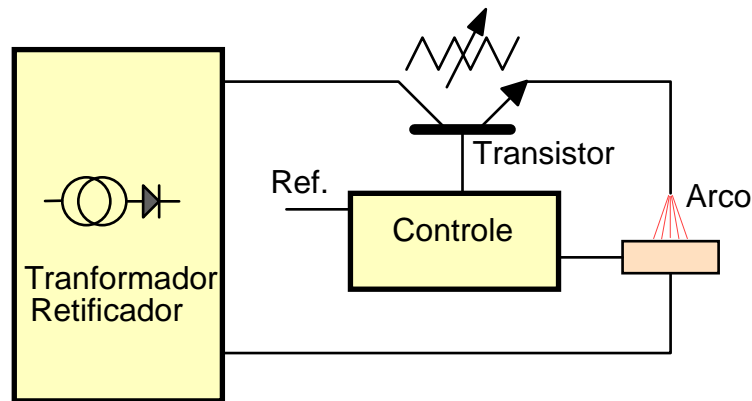 Transistor
Ref.
Arco
Controle
Tranformador
Retificador